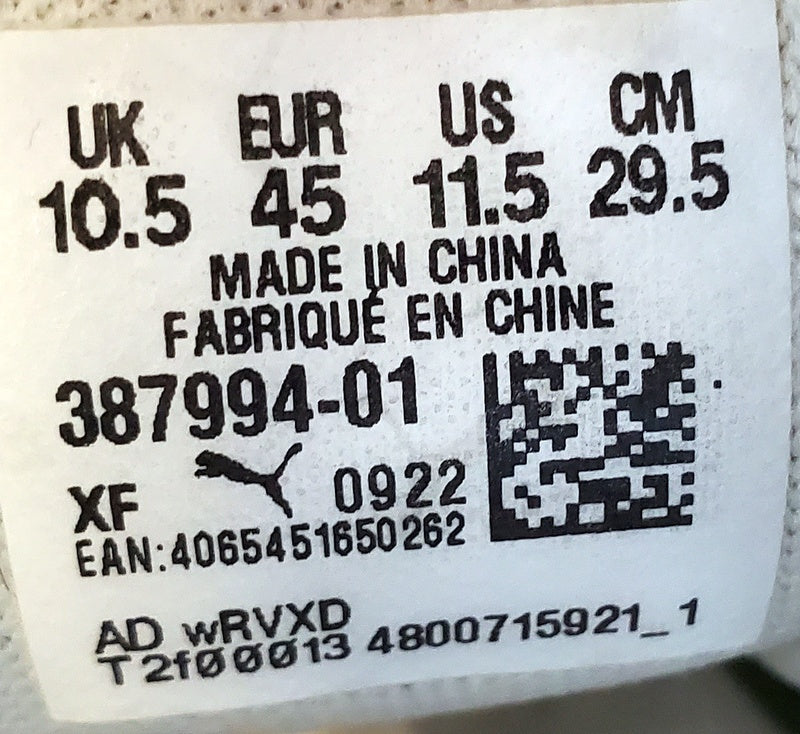 UK EUR US CM
10.5 45 11.5 29.5
MADE IN CHINA
FABRIQUÉ EN CHINE
387994-01
XF 0922
EAN:4065451650262
AD wRVXD
T2f00013 4800715921_1